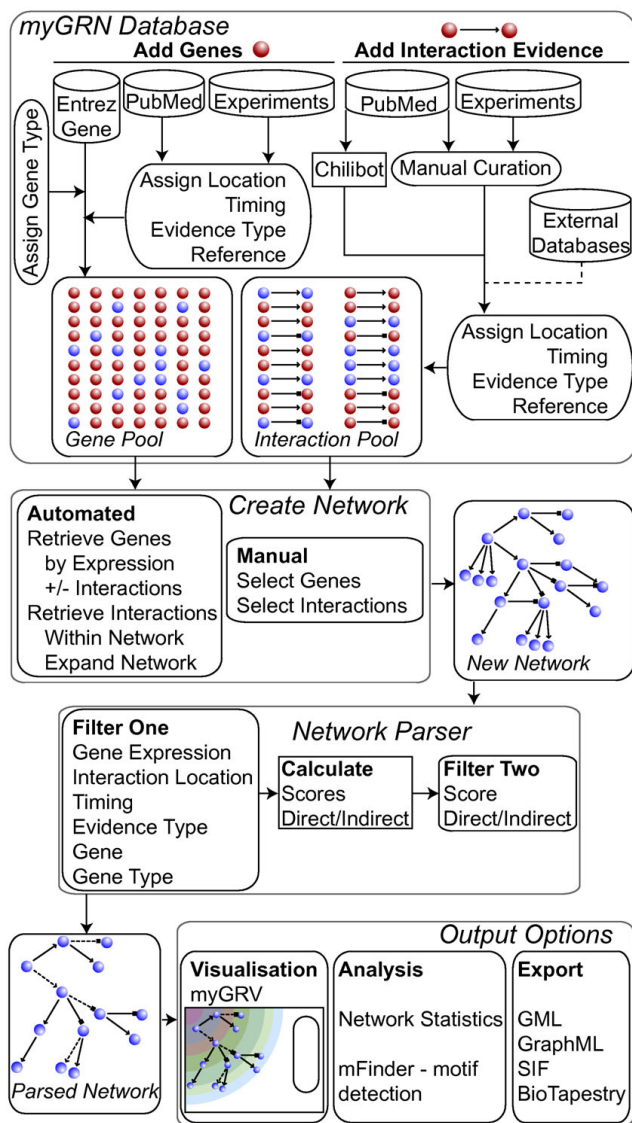 myGRN Database
Add Genes
Add Interaction Evidence
Entrez
Gene
PubMed
Experiments
PubMed
Experiments
Assign Gene Type
Assign Location
Timing
Evidence Type
Reference
Chilibot
Manual Curation
External
Databases
Assign Location
Timing
Evidence Type
Reference
Gene Pool
Interaction Pool
Create Network
Automated
Retrieve Genes
by Expression
+/- Interactions
Retrieve Interactions
Within Network
Expand Network
Manual
Select Genes
Select Interactions
New Network
Network Parser
Filter One
Gene Expression
Interaction Location
Timing
Evidence Type
Gene
Gene Type
Calculate
Scores
Direct/Indirect
Filter Two
Score
Direct/Indirect
Parsed Network
Output Options
Visualisation
myGRV
Analysis
Network Statistics
mFinder - motif
detection
Export
GML
GraphML
SIF
BioTapestry